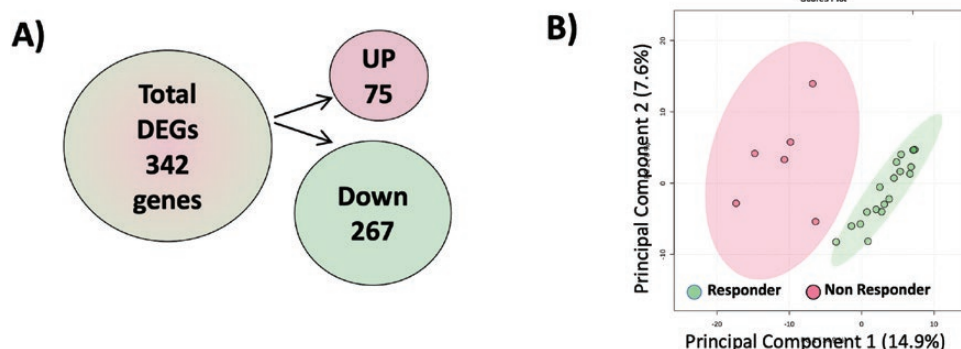 A)
Total
DEGs
342
genes
UP
75
Down
267
B)
Principal Component 2 (7.6%)
20
10
0
-10
Responder
Non Responder
-20
-10
0
10
Principal Component 1 (14.9%)